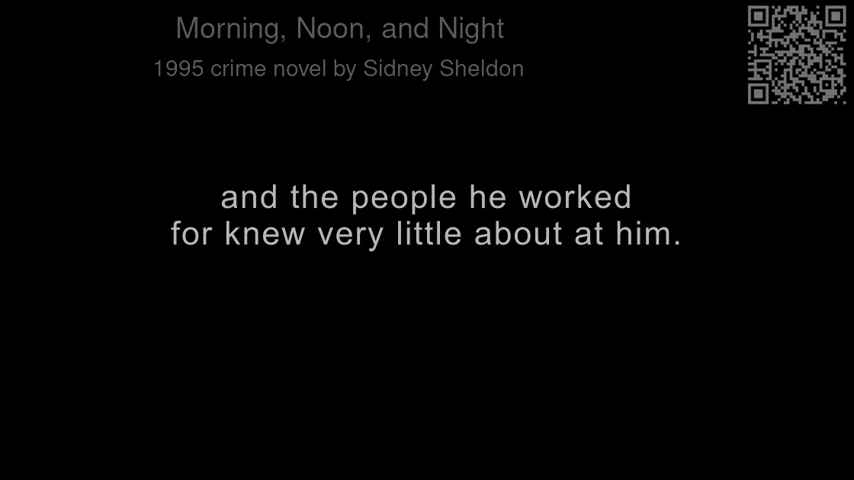 Morning, Noon, and Night
1995 crime novel by Sidney Sheldon
and the people he worked
for knew very little about at him.